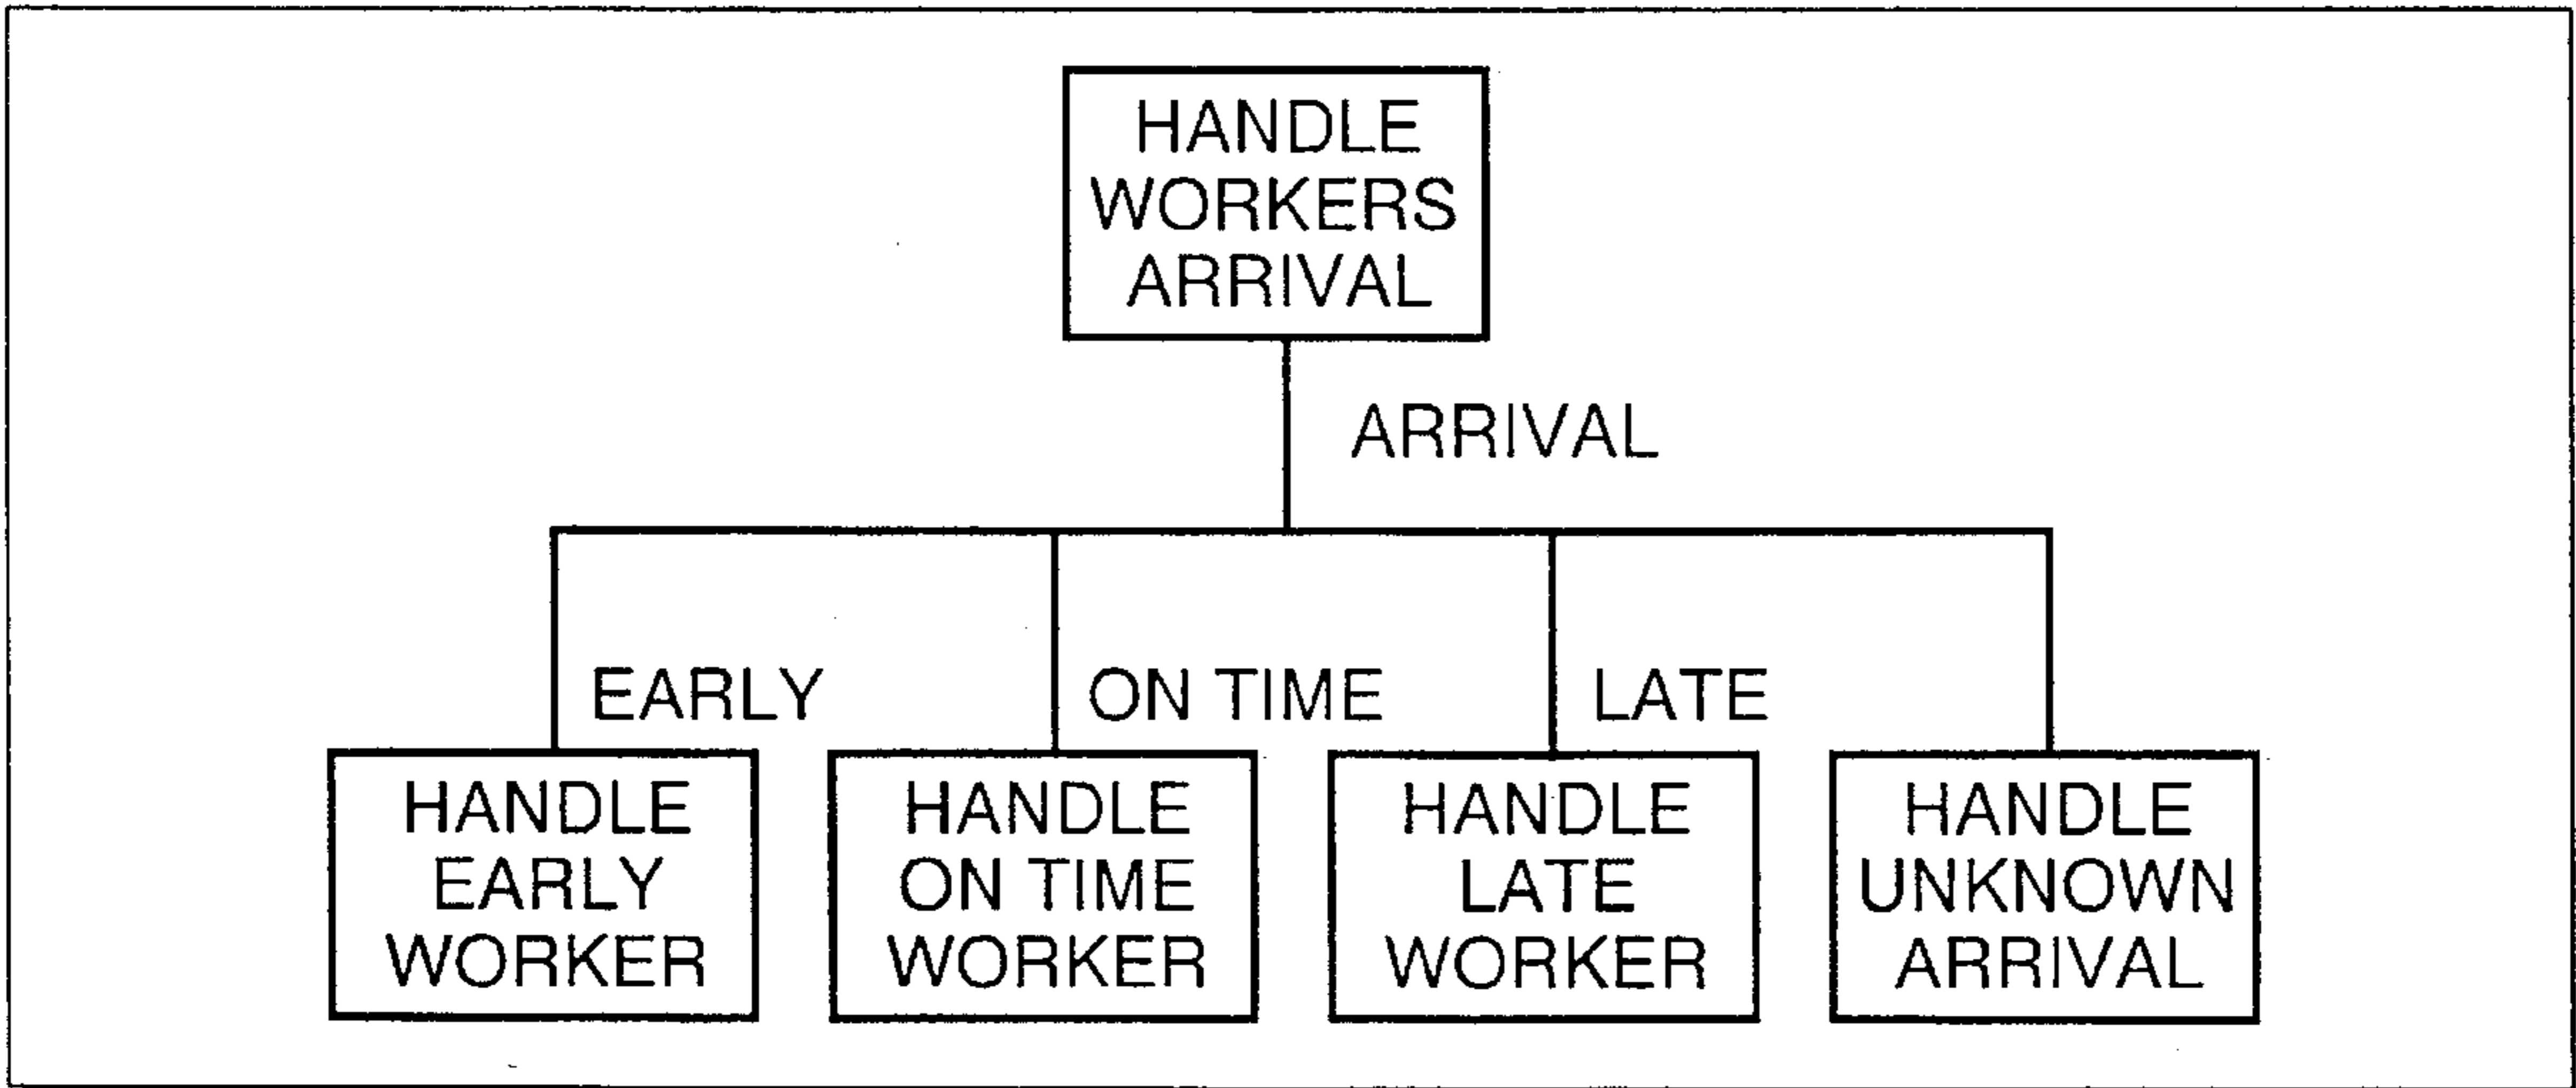 HANDLE
WORKERS
ARRIVAL
ARRIVAL
EARLY
ON TIME
LATE
HANDLE
EARLY
WORKER
HANDLE
ON TIME
WORKER
HANDLE
LATE
WORKER
HANDLE
UNKNOWN
ARRIVAL